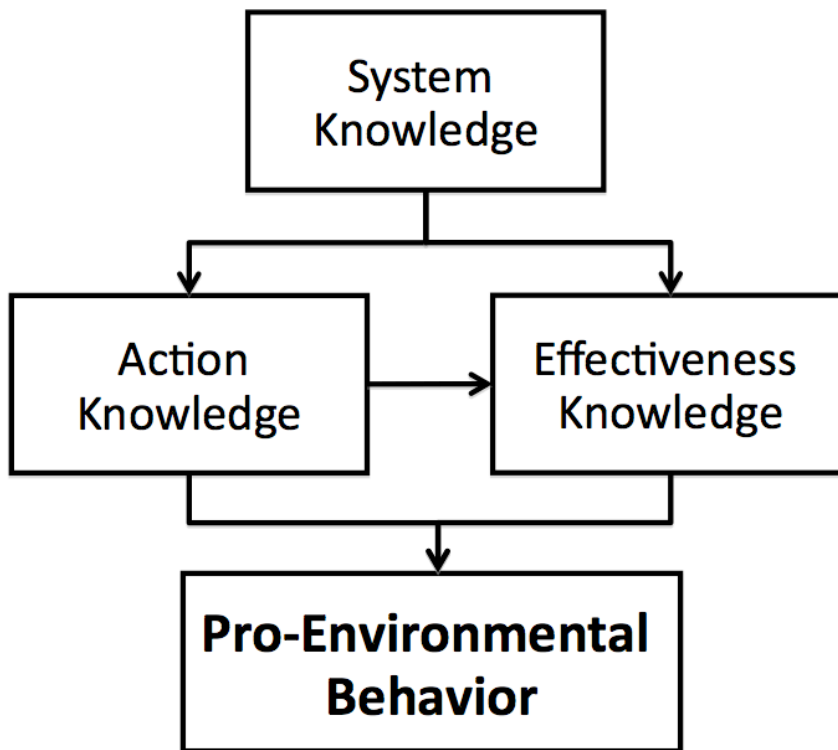 System
Knowledge
Action
Knowledge
Effectiveness
Knowledge
Pro-Environmental
Behavior